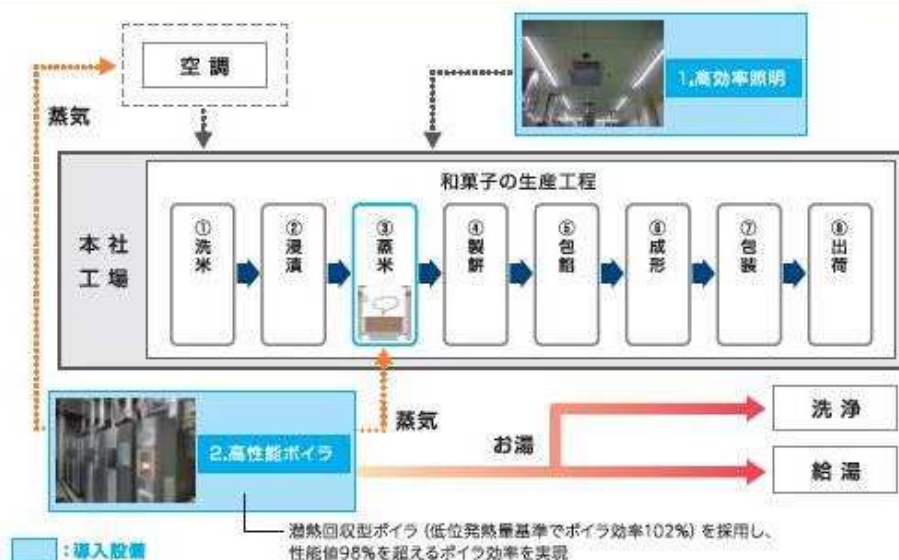 空調
蒸気
1.高効率照明
和菓子の生産工程
本社
工場
①洗米
②浸漬
③蒸米
④製餅
⑤包餡
⑥成形
⑦包装
⑧出荷
2.高性能ボイラ
蒸気
お湯
洗浄
給湯
潜熱回収型ボイラ (低位発熱量基準でボイラ効率102%) を採用し、
性能値98%を超えるボイラ効率を実現
:導入設備